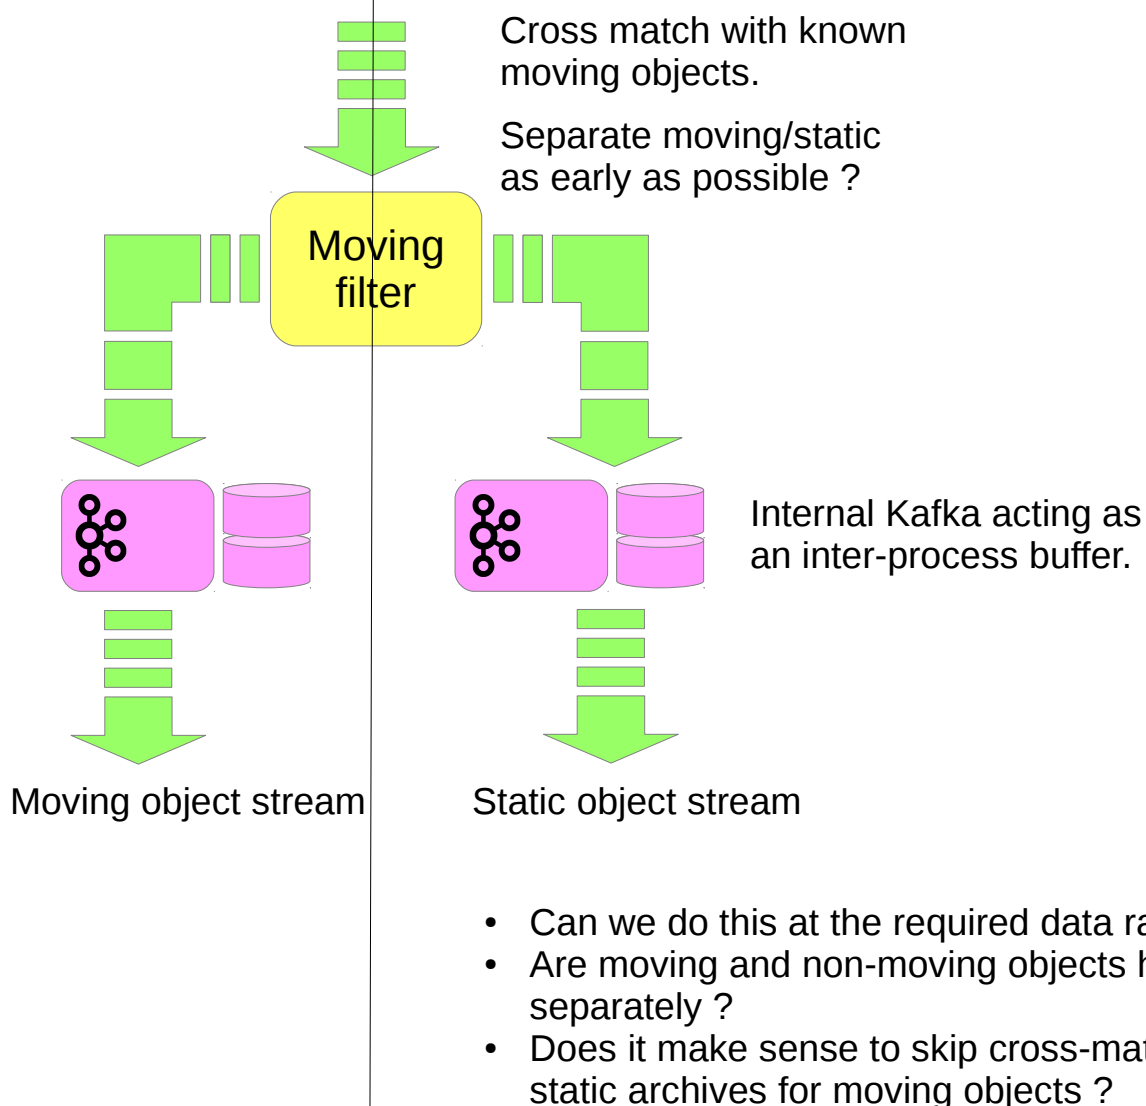 Cross match with known
moving objects.
Separate moving/static
as early as possible ?
Moving
filter
Internal Kafka acting as
an inter-process buffer.
Moving object stream
Static object stream
• Can we do this at the required data
• Are moving and non-moving objects
separately ?
• Does it make sense to skip
static archives for moving objects ?